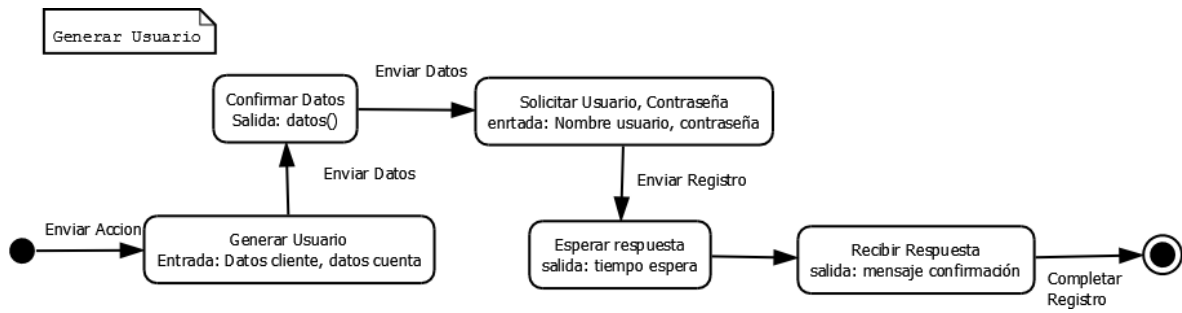 Generar Usuario
Enviar Datos
Confirmar Datos
Salida: datos()
Solicitar Usuario, Contraseña
enrtada: Nombre usuario, contraseña
Enviar Datos
Enviar Registro
Enviar Accion
Generar Usuario
Entrada: Datos cliente, datos cuenta
Esperar respuesta
salida: tiempo espera
Recibir Respuesta
salida: mensaje confirmación
Completar
Registro